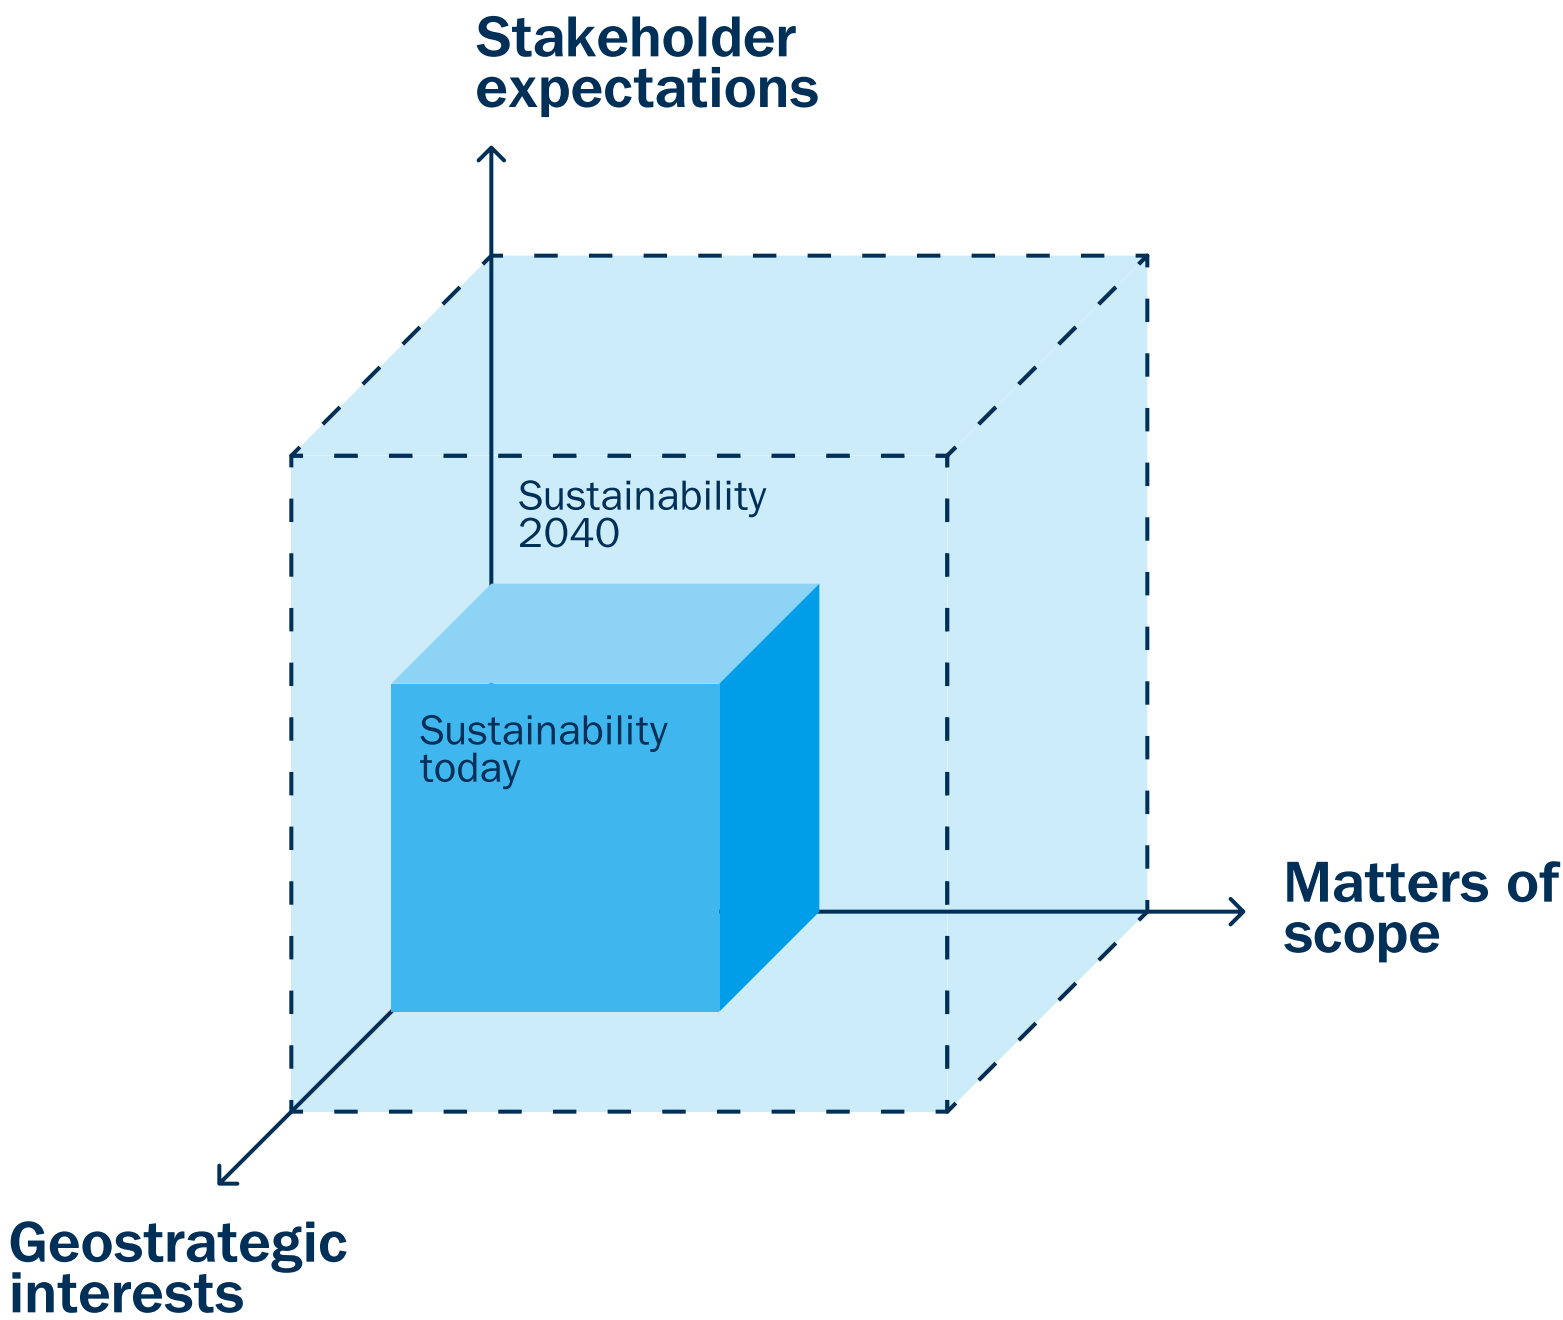 Stakeholder
expectations
Sustainability
2040
Sustainability
today
Matters of
scope
Geostrategic
interests